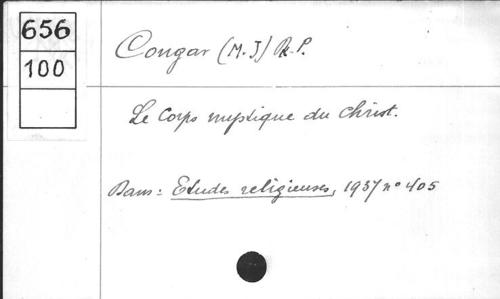 656
100
Congar (M. J) R. P.
Le Corps mystique du Christ.
Dans : Etudes religieuses, 1937 n° 405